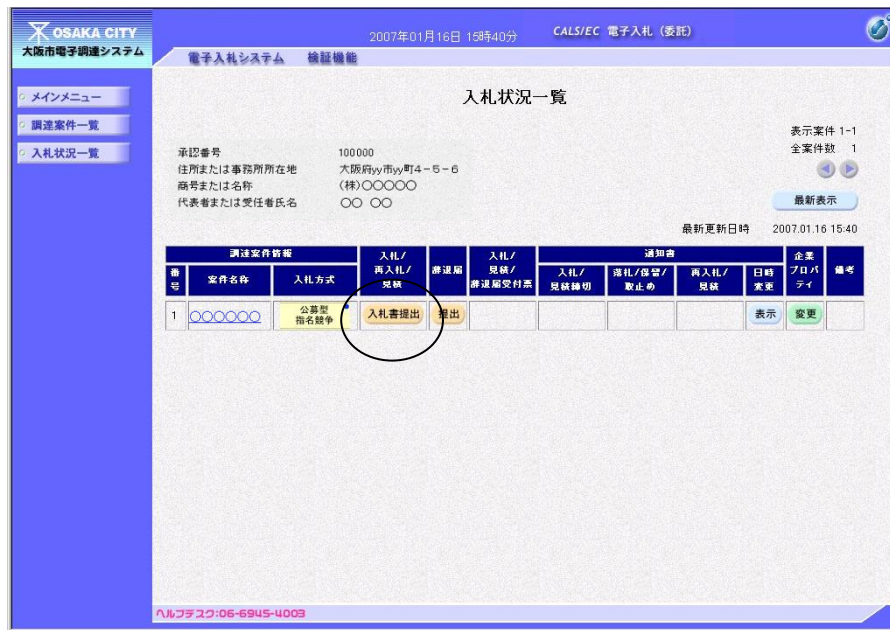 OSAKA CITY
大阪市電子調達システム
2007年01月16日 15時40分
CALS/EC 電子入札（委託）
電子入札システム 検証機能
メインメニュー
調達案件一覧
入札状況一覧
入札状況一覧
表示案件 1-1
全案件数 1
承認番号 100000
住所または事務所所在地 大阪府yy市yy町4－5－6
商号または名称 (株)○○○○○
代表者または受任者氏名 ○○ ○○
最新表示
最新更新日時 2007.01.16 15:40
調達案件情報
番号
案件名称
入札方式
入札/再入札/見積
辞退届
入札/見積/辞退届受付票
通知書
入札/見積締切
落札/保留/取止め
再入札/見積
日時変更
企業プロパティ
備考
1 ○○○○○○ 公募型指名競争 入札書提出 提出 表示 変更
ヘルプデスク:06-6945-4003